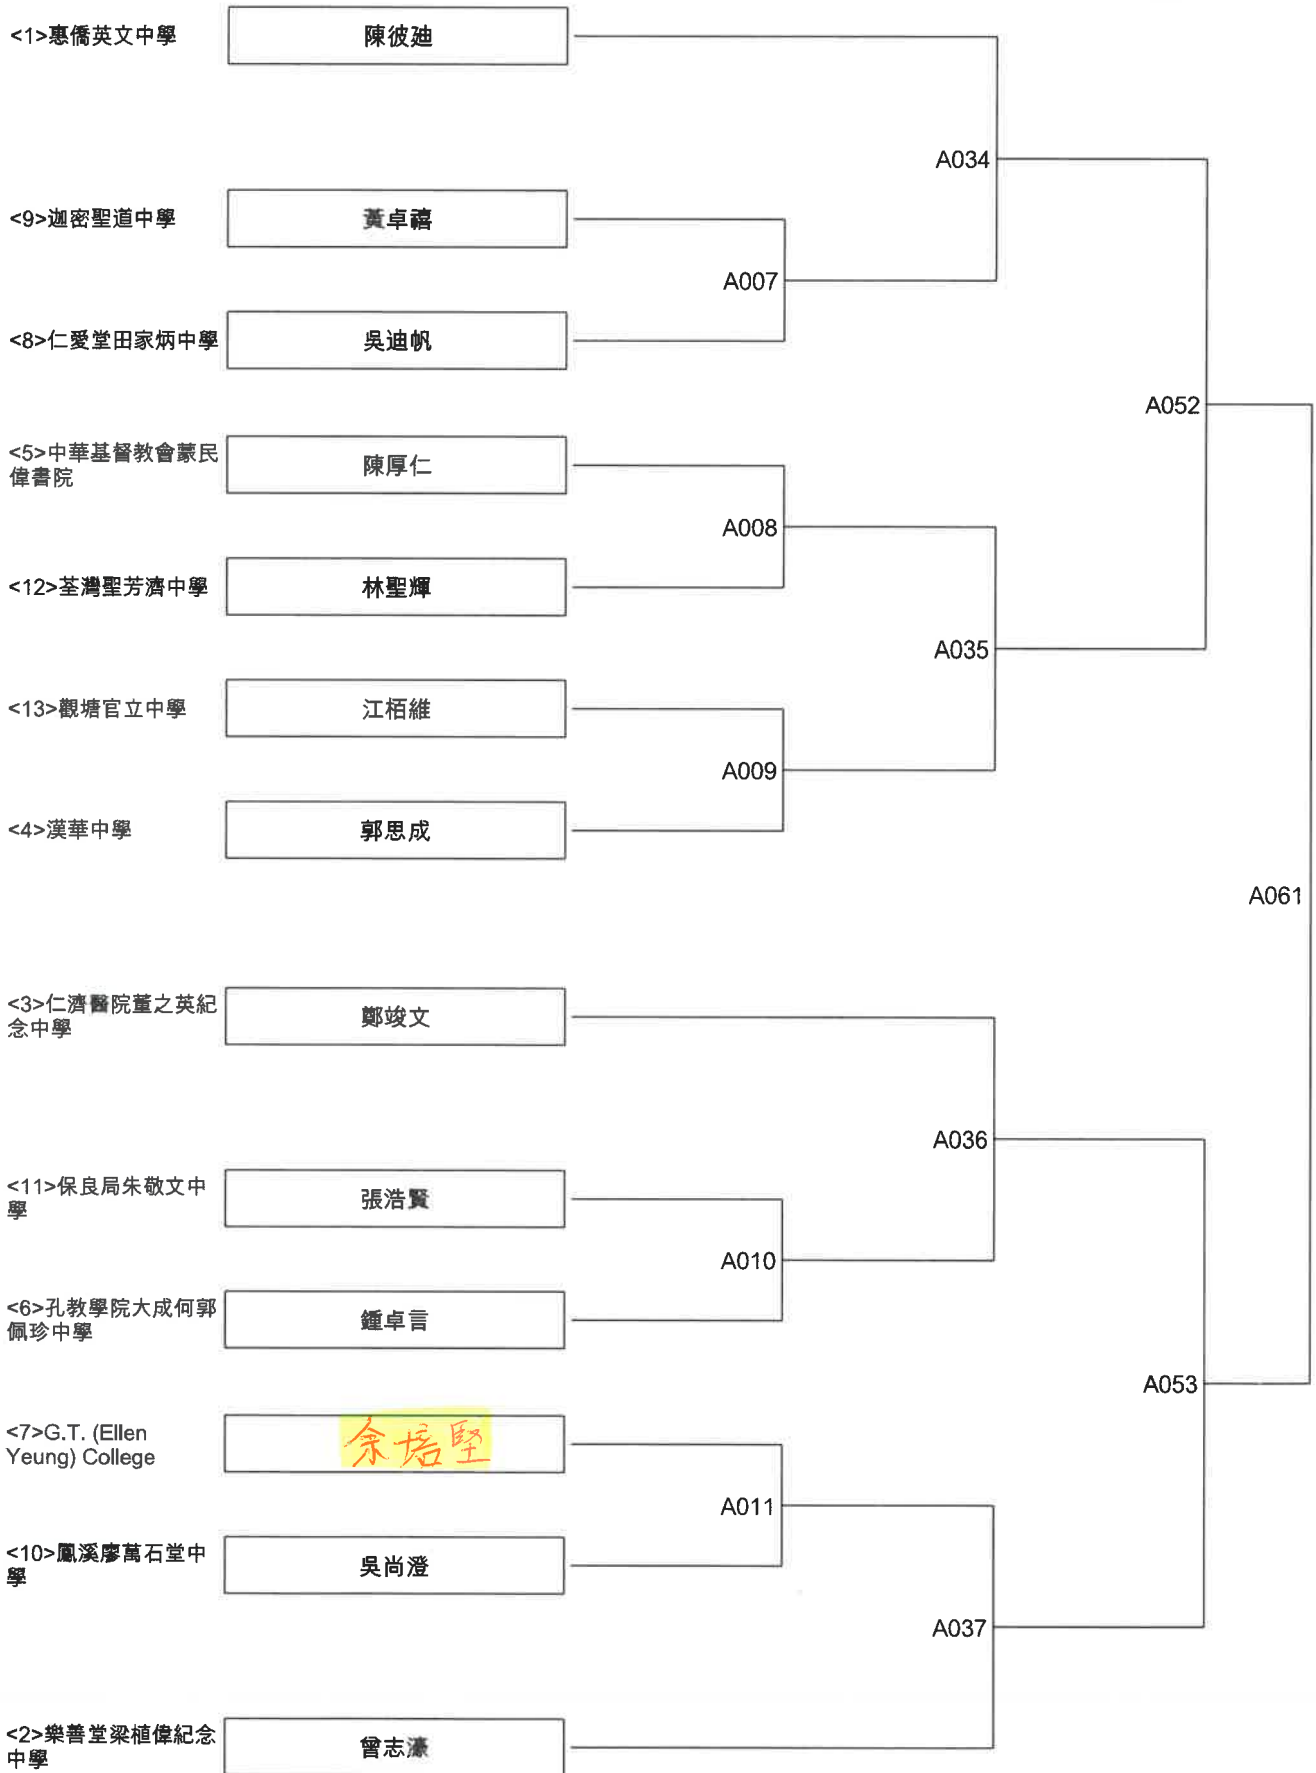 <1>惠僑英文中學
陳彼廸
A034
<9>迦密聖道中學
黃卓禧
A007
<8>仁愛堂田家炳中學
吳迪帆
A052
<5>中華基督教會蒙民
偉書院
陳厚仁
A008
<12>荃灣聖芳濟中學
林聖輝
A035
<13>觀塘官立中學
江栢維
A009
<4>漢華中學
郭思成
A061
<3>仁濟醫院董之英紀
念中學
鄭竣文
A036
<11>保良局朱敬文中
學
張浩賢
A010
<6>孔教學院大成何郭
佩珍中學
鍾卓言
A053
<7>G.T. (Ellen
Yeung) College
余培堅
A011
<10>鳳溪廖萬石堂中
學
吳尚澄
A037
<2>樂善堂梁植偉紀念
中學
曾志濠